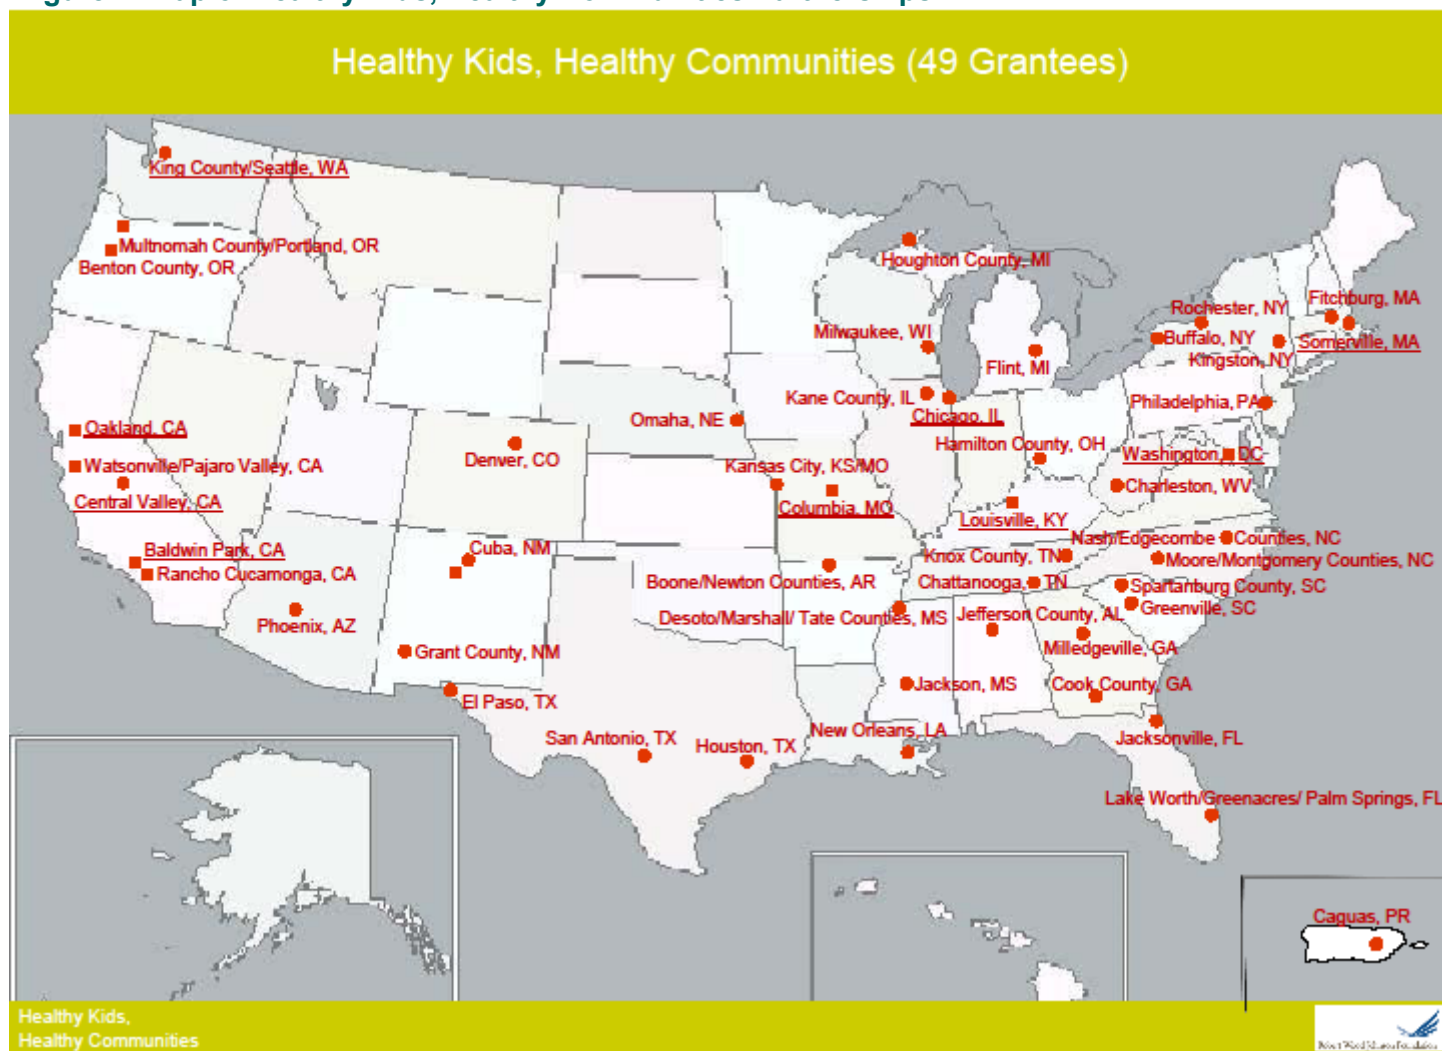 Healthy Kids, Healthy Communities (49 Grantees)
King County/Seattle, WA
Multnomah County/Portland, OR
Benton County, OR
Houghton County, MI
Fitchburg, MA
Rochester, NY
Milwaukee, WI
Buffalo, NY
Somerville, MA
Kingston, NY
Flint, MI
Kane County, IL
Philadelphia, PA
Chicago, IL
Omaha, NE
Oakland, CA
Hamilton County, OH
Denver, CO
Washington, DC
Watsonville/Pajaro Valley, CA
Kansas City, KS/MO
Charleston, WV
Central Valley, CA
Columbia, MO
Louisville, KY
Nash/Edgecombe Counties, NC
Baldwin Park, CA
Cuba, NM
Knox County, TN
Moore/Montgomery Counties, NC
Rancho Cucamonga, CA
Boone/Newton Counties, AR
Chattanooga, TN
Spartanburg County, SC
Greenville, SC
Desoto/Marshall/ Tate Counties, MS
Jefferson County, AL
Phoenix, AZ
Milledgeville, GA
Grant County, NM
Jackson, MS
Cook County, GA
El Paso, TX
New Orleans, LA
San Antonio, TX
Houston, TX
Jacksonville, FL
Lake Worth/Greenacres/ Palm Springs, FL
Caguas, PR
Healthy Kids,
Healthy Communities
Robert Wood Johnson Foundation